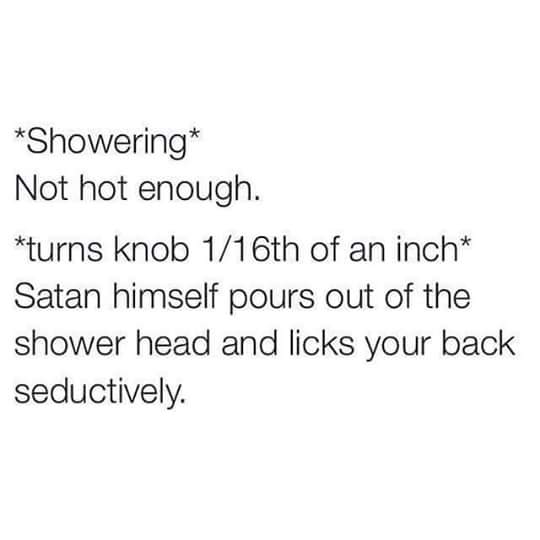 *Showering*
Not hot enough.
*turns knob 1/16th of an inch*
Satan himself pours out of the
shower head and licks your back
seductively.